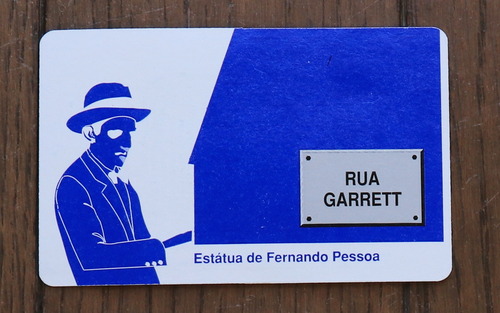 RUA
GARRETT
Estátua de Fernando Pessoa